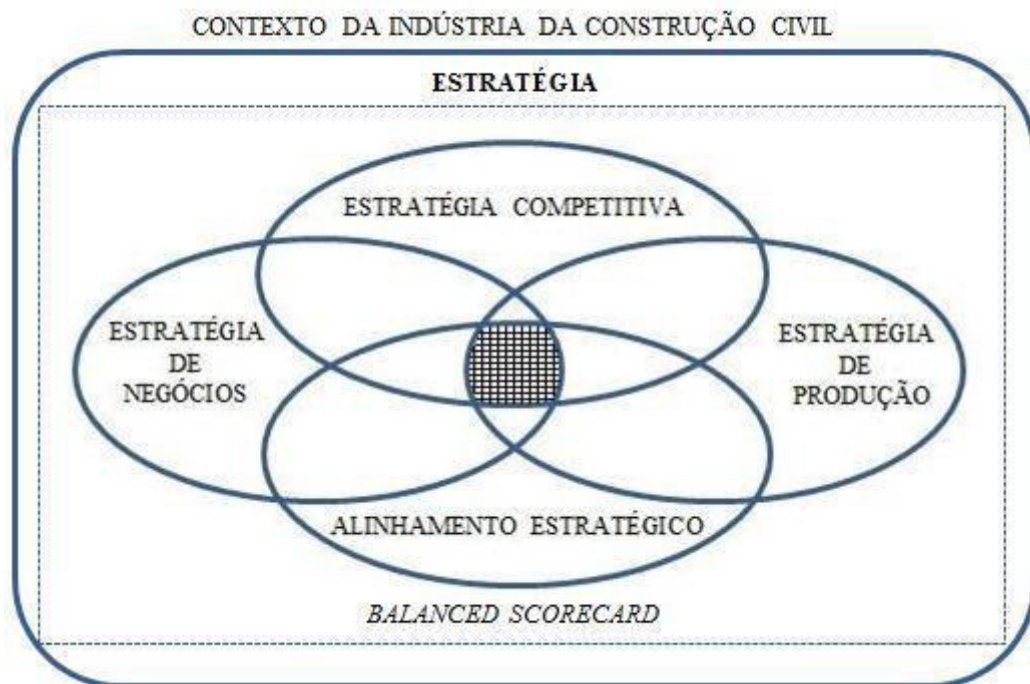 CONTEXTO DA INDÚSTRIA DA CONSTRUÇÃO CIVIL
ESTRATÉGIA
ESTRATÉGIA COMPETITIVA
ESTRATÉGIA
DE
NEGÓCIOS
ESTRATÉGIA
DE
PRODUÇÃO
ALINHAMENTO ESTRATÉGICO
BALANCED SCORECARD